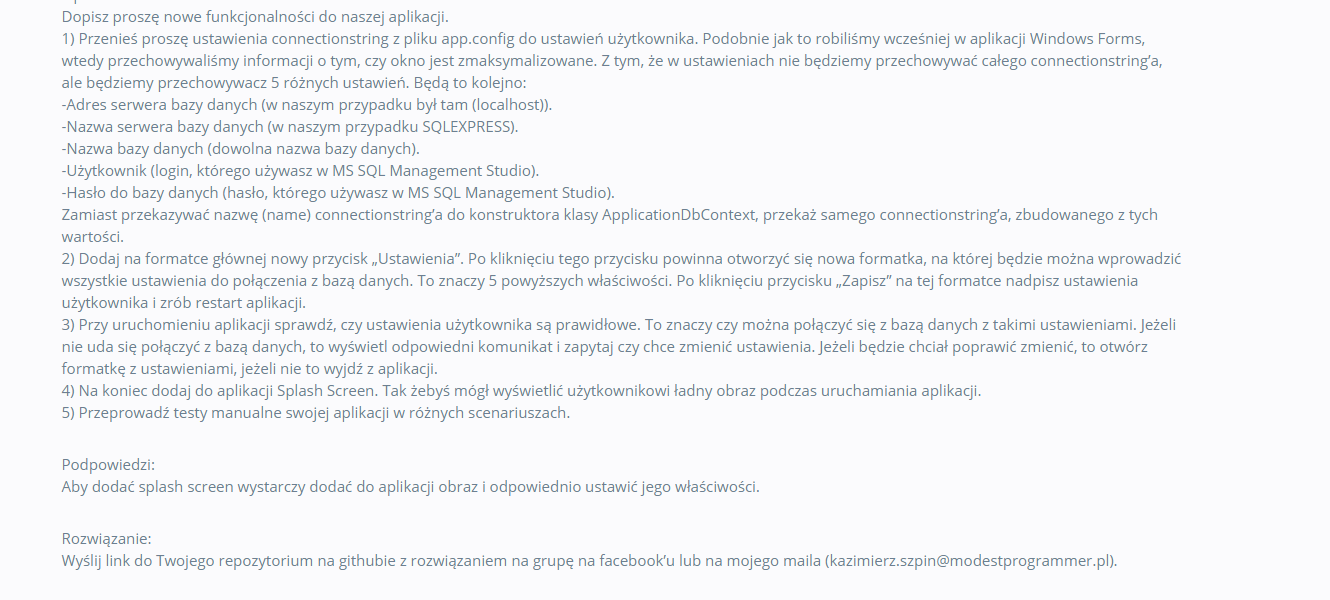 Dopisz proszę nowe funkcjonalności do naszej aplikacji.
1) Przenieś proszę ustawienia connectionstring z pliku app.config do ustawień użytkownika. Podobnie jak to robiliśmy wcześniej w aplikacji Windows Forms,
wtedy przechowywaliśmy informacji o tym, czy okno jest zmaksymalizowane. Z tym, że w ustawieniach nie będziemy przechowywać całego connectionstring’a,
ale będziemy przechowywacz 5 różnych ustawień. Będą to kolejno:
-Adres serwera bazy danych (w naszym przypadku był tam (localhost)).
-Nazwa serwera bazy danych (w naszym przypadku SQLEXPRESS).
-Nazwa bazy danych (dowolna nazwa bazy danych).
-Użytkownik (login, którego używasz w MS SQL Management Studio).
-Hasło do bazy danych (hasło, którego używasz w MS SQL Management Studio).
Zamiast przekazywać nazwę (name) connectionstring’a do konstruktora klasy ApplicationDbContext, przekaż samego connectionstring’a, zbudowanego z tych
wartości.
2) Dodaj na formatce głównej nowy przycisk „Ustawienia”. Po kliknięciu tego przycisku powinna otworzyć się nowa formatka, na której będzie można wprowadzić
wszystkie ustawienia do połączenia z bazą danych. To znaczy 5 powyższych właściwości. Po kliknięciu przycisku „Zapisz” na tej formatce nadpisz ustawienia
użytkownika i zrób restart aplikacji.
3) Przy uruchomieniu aplikacji sprawdź, czy ustawienia użytkownika są prawidłowe. To znaczy czy można połączyć się z bazą danych z takimi ustawieniami. Jeżeli
nie uda się połączyć z bazą danych, to wyświetl odpowiedni komunikat i zapytaj czy chce zmienić ustawienia. Jeżeli będzie chciał poprawić zmienić, to otwórz
formatkę z ustawieniami, jeżeli nie to wyjdź z aplikacji.
4) Na koniec dodaj do aplikacji Splash Screen. Tak żebyś mógł wyświetlić użytkownikowi ładny obraz podczas uruchamiania aplikacji.
5) Przeprowadź testy manualne swojej aplikacji w różnych scenariuszach.
Podpowiedzi:
Aby dodać splash screen wystarczy dodać do aplikacji obraz i odpowiednio ustawić jego właściwości.
Rozwiązanie:
Wyślij link do Twojego repozytorium na githubie z rozwiązaniem na grupę na facebook’u lub na mojego maila (kazimierz.szpin@modestprogrammer.pl).